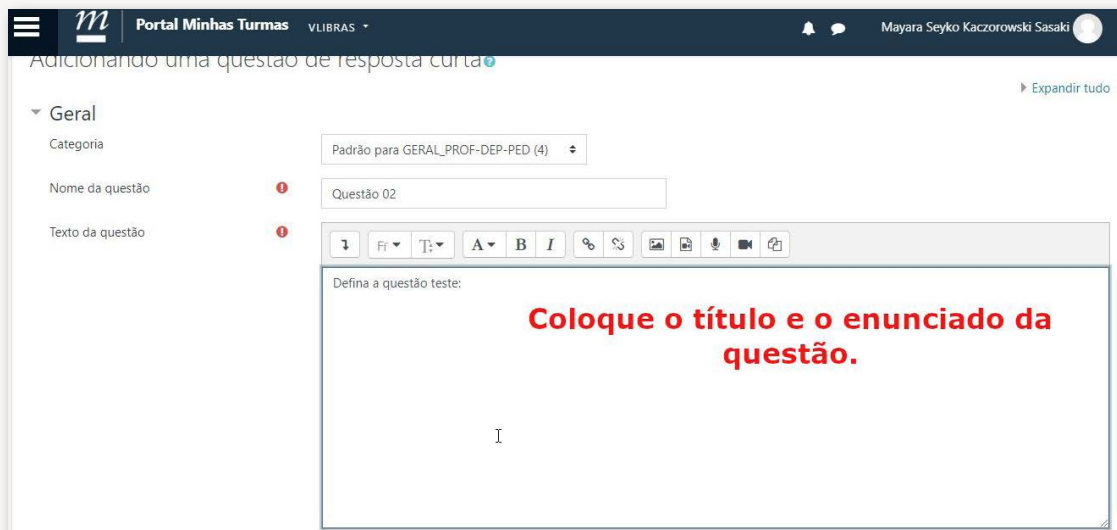 m Portal Minhas Turmas VLIBRAS Mayara Seyko Kaczorowski Sasaki
Adicionando uma questão de resposta curta
Expandir tudo
Geral
Categoria Padrão para GERAL_PROF-DEP-PED (4)
Nome da questão Questão 02
Texto da questão
Ff T A B I
Defina a questão teste:
Coloque o título e o enunciado da
questão.